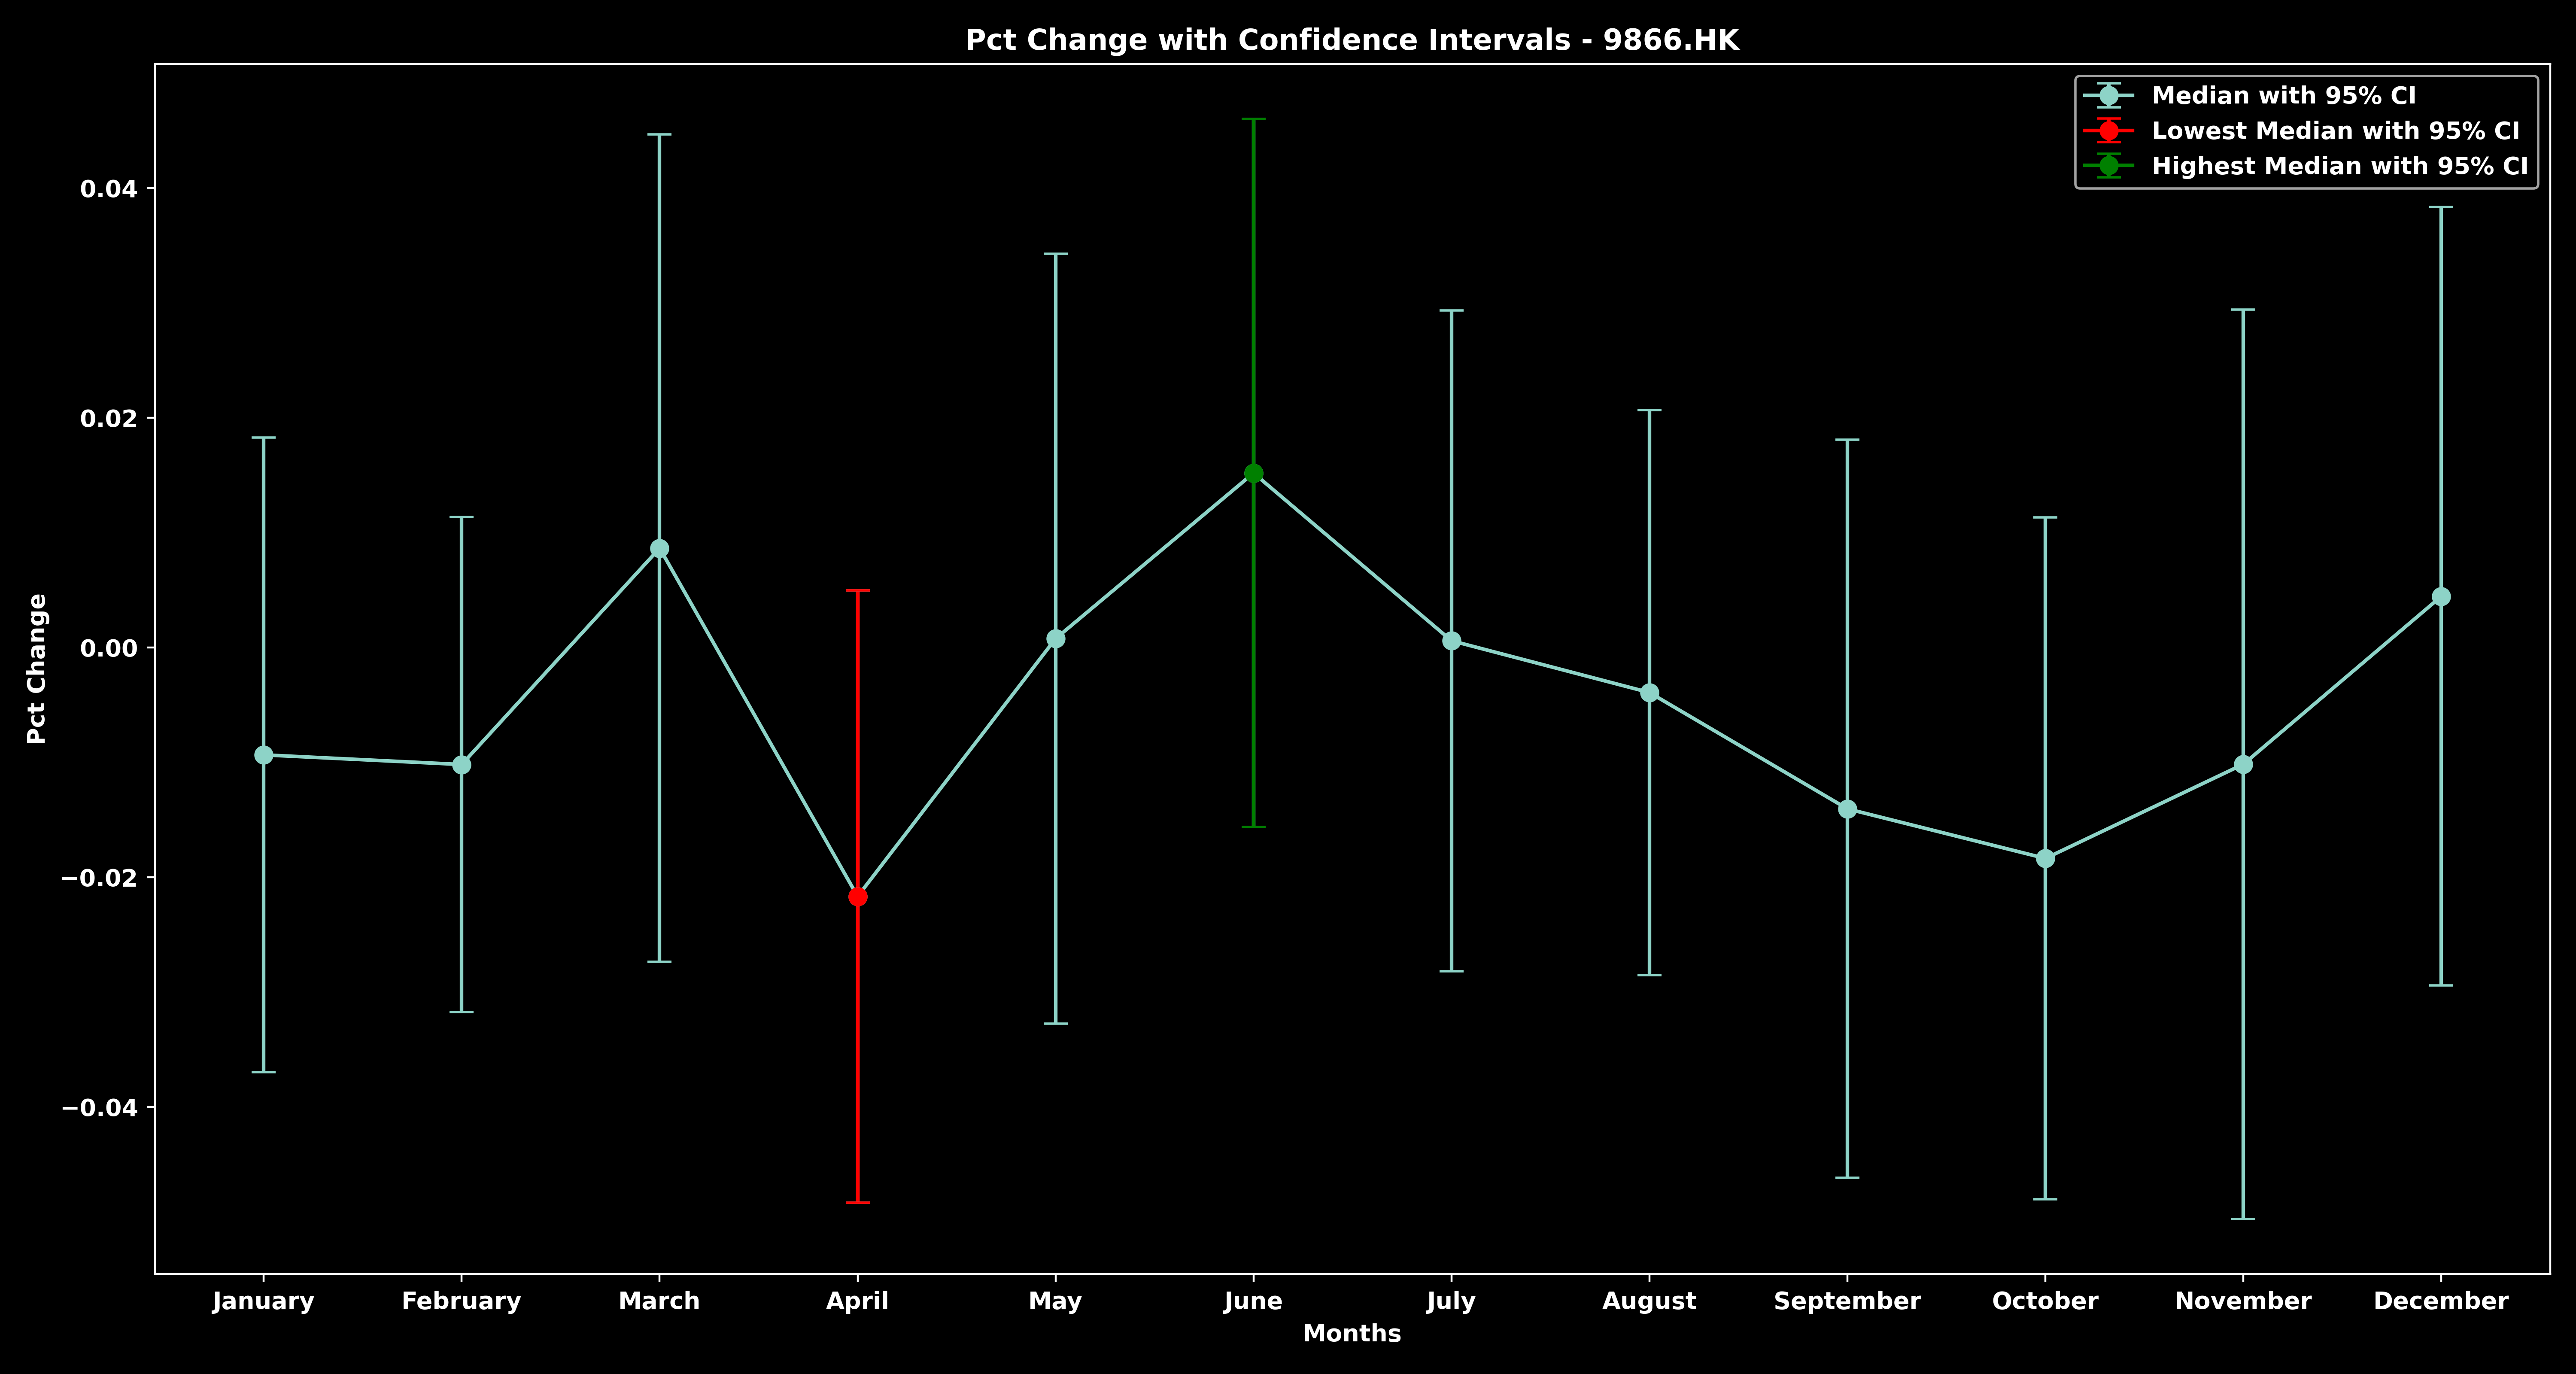 Pct Change with Confidence Intervals - 9866.HK
Median with 95% CI
Lowest Median with 95% CI
Highest Median with 95% CI
Pct Change
0.04
0.02
0.00
−0.02
−0.04
January February March April May June July August September October November December
Months